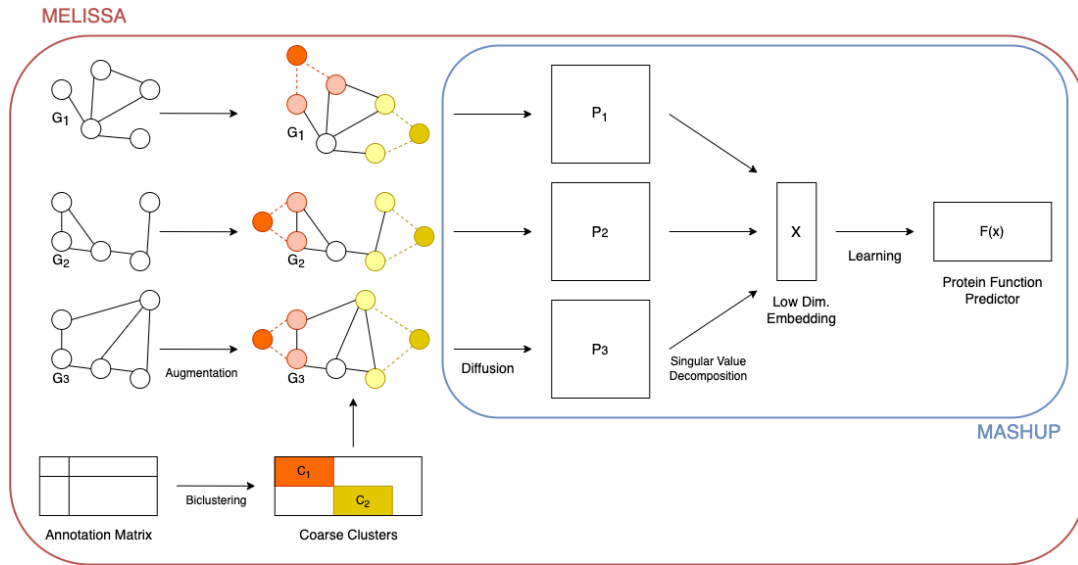 MELISSA
G1
G1
P1
G2
G2
P2
X
F(x)
Learning
Low Dim.
Embedding
Protein Function
Predictor
G3
Augmentation
G3
Diffusion
P3
Singular Value
Decomposition
MASHUP
Biclustering
C1
C2
Annotation Matrix
Coarse Clusters